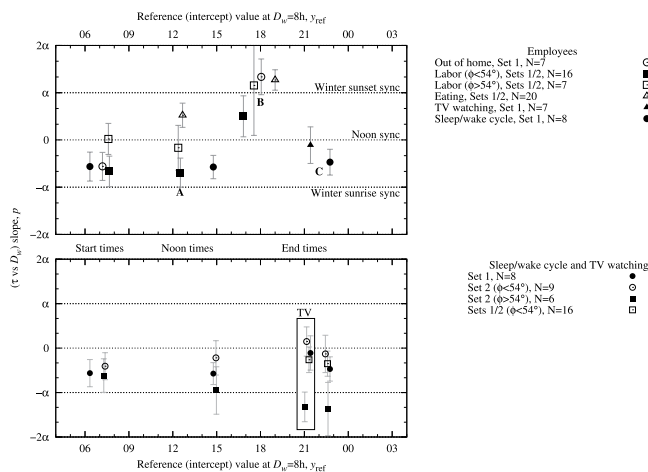 Reference (intercept) value at D_w=8h, y_ref
06 09 12 15 18 21 00 03
2α
α
0
−α
−2α
Winter sunset sync
Noon sync
Winter sunrise sync
A
B
C
Employees
Out of home, Set 1, N=7
Labor (ϕ<54°), Sets 1/2, N=16
Labor (ϕ>54°), Sets 1/2, N=7
Eating, Sets 1/2, N=20
TV watching, Set 1, N=7
Sleep/wake cycle, Set 1, N=8
(τ vs D_w) slope, p
Start times Noon times End times
2α
α
0
−α
−2α
TV
Sleep/wake cycle and TV watching
Set 1, N=8
Set 2 (ϕ<54°), N=9
Set 2 (ϕ>54°), N=6
Sets 1/2 (ϕ<54°), N=16
06 09 12 15 18 21 00 03
Reference (intercept) value at D_w=8h, y_ref